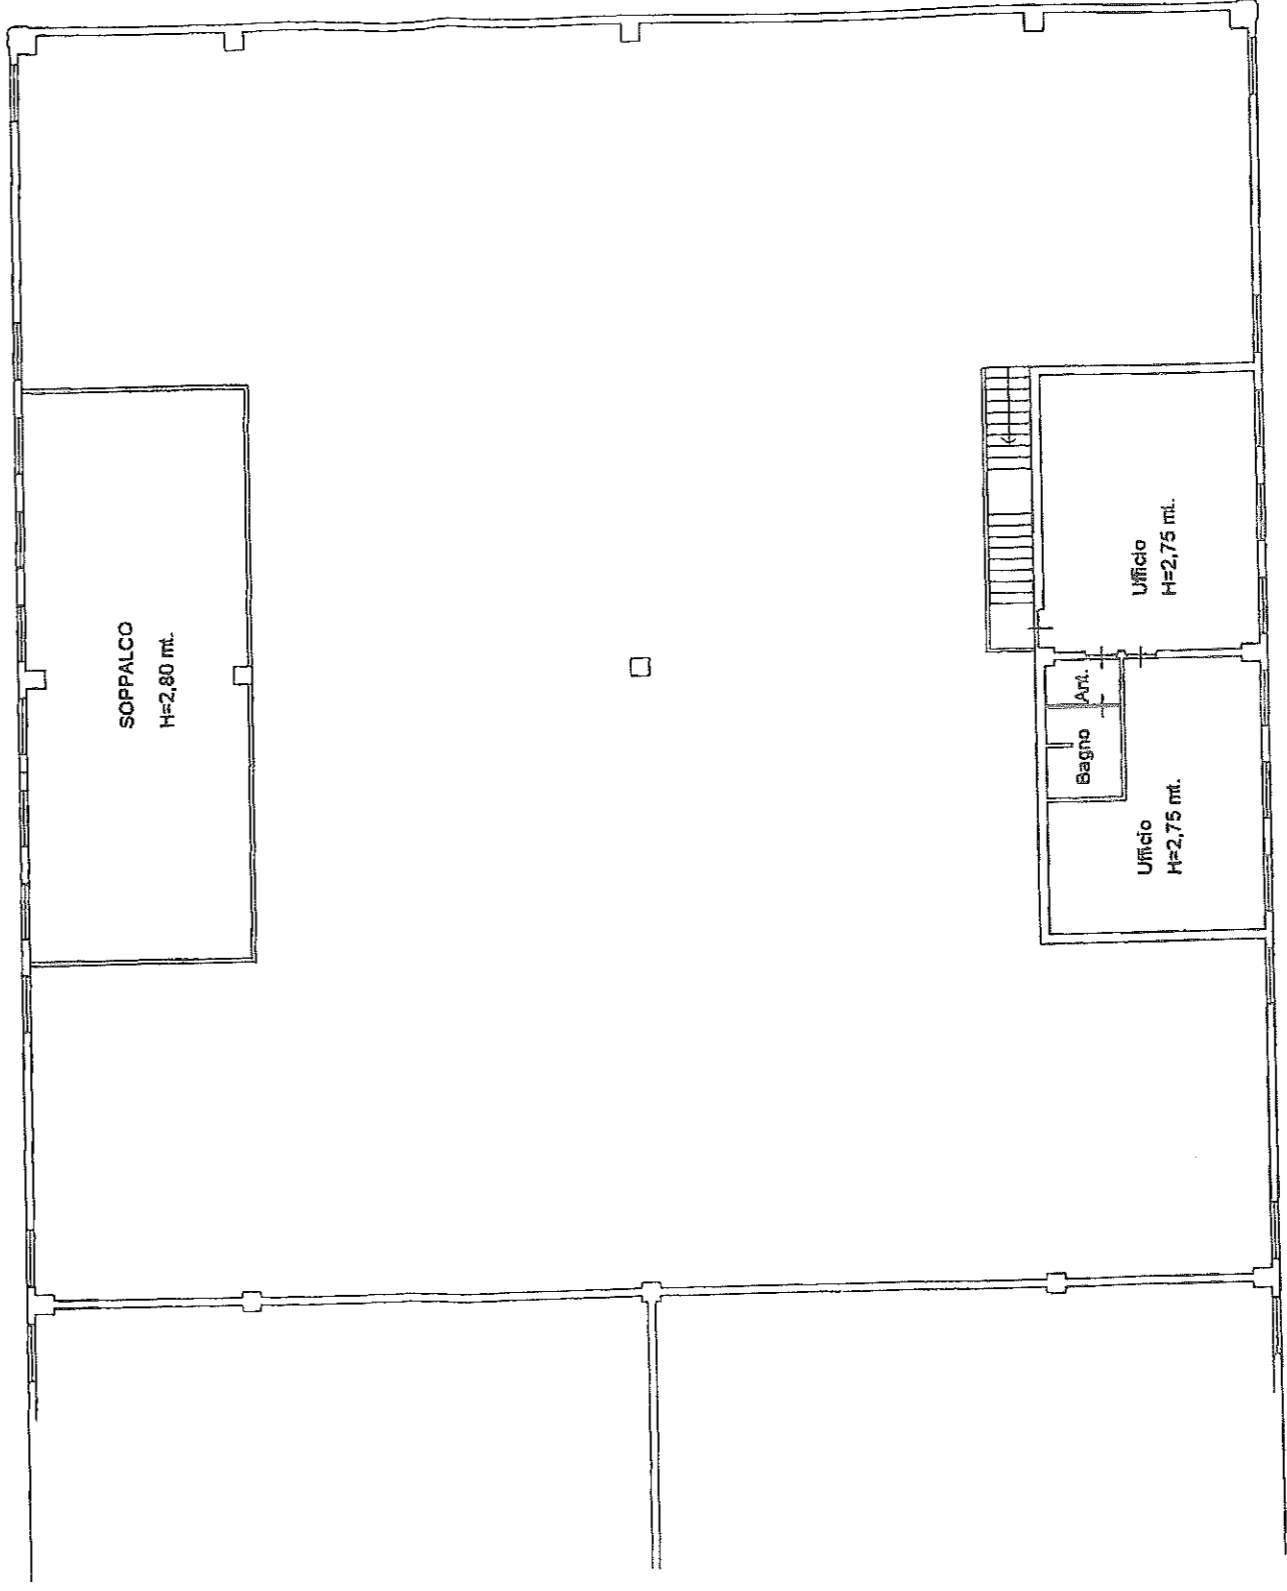 SOPPALCO
H=2,80 mt.
Ufficio
H=2,75 mt.
Ant.
Bagno
Ufficio
H=2,75 mt.